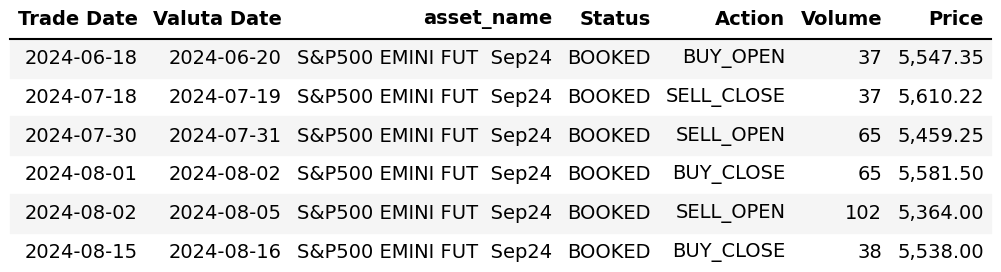 Trade Date Valuta Date asset_name Status Action Volume Price
2024-06-18 2024-06-20 S&P500 EMINI FUT  Sep24 BOOKED BUY_OPEN 37 5,547.35
2024-07-18 2024-07-19 S&P500 EMINI FUT  Sep24 BOOKED SELL_CLOSE 37 5,610.22
2024-07-30 2024-07-31 S&P500 EMINI FUT  Sep24 BOOKED SELL_OPEN 65 5,459.25
2024-08-01 2024-08-02 S&P500 EMINI FUT  Sep24 BOOKED BUY_CLOSE 65 5,581.50
2024-08-02 2024-08-05 S&P500 EMINI FUT  Sep24 BOOKED SELL_OPEN 102 5,364.00
2024-08-15 2024-08-16 S&P500 EMINI FUT  Sep24 BOOKED BUY_CLOSE 38 5,538.00